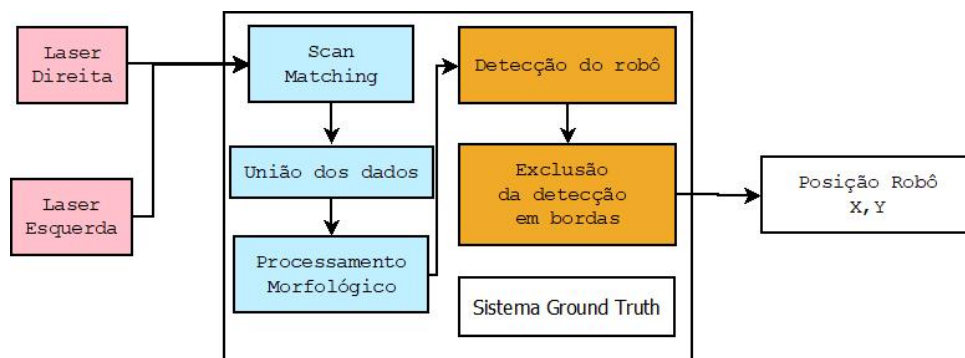 Laser
Direita
Laser
Esquerda
Scan
Matching
União dos dados
Processamento
Morfológico
Detecção do robô
Exclusão
da detecção
em bordas
Sistema Ground Truth
Posição Robô
X,Y